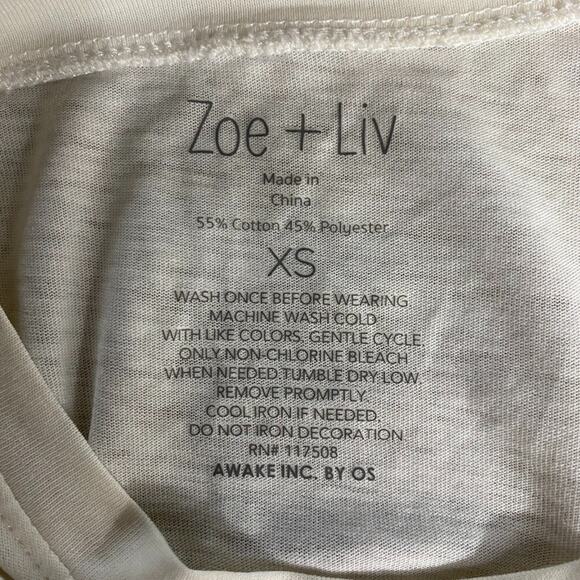 Zoe + Liv
Made in
China
55% Cotton 45% Polyester
XS
WASH ONCE BEFORE WEARING.
MACHINE WASH COLD
WITH LIKE COLORS. GENTLE CYCLE.
ONLY NON-CHLORINE BLEACH
WHEN NEEDED. TUMBLE DRY LOW.
REMOVE PROMPTLY.
COOL IRON IF NEEDED.
DO NOT IRON DECORATION.
RN# 117508
AWAKE INC. BY OS